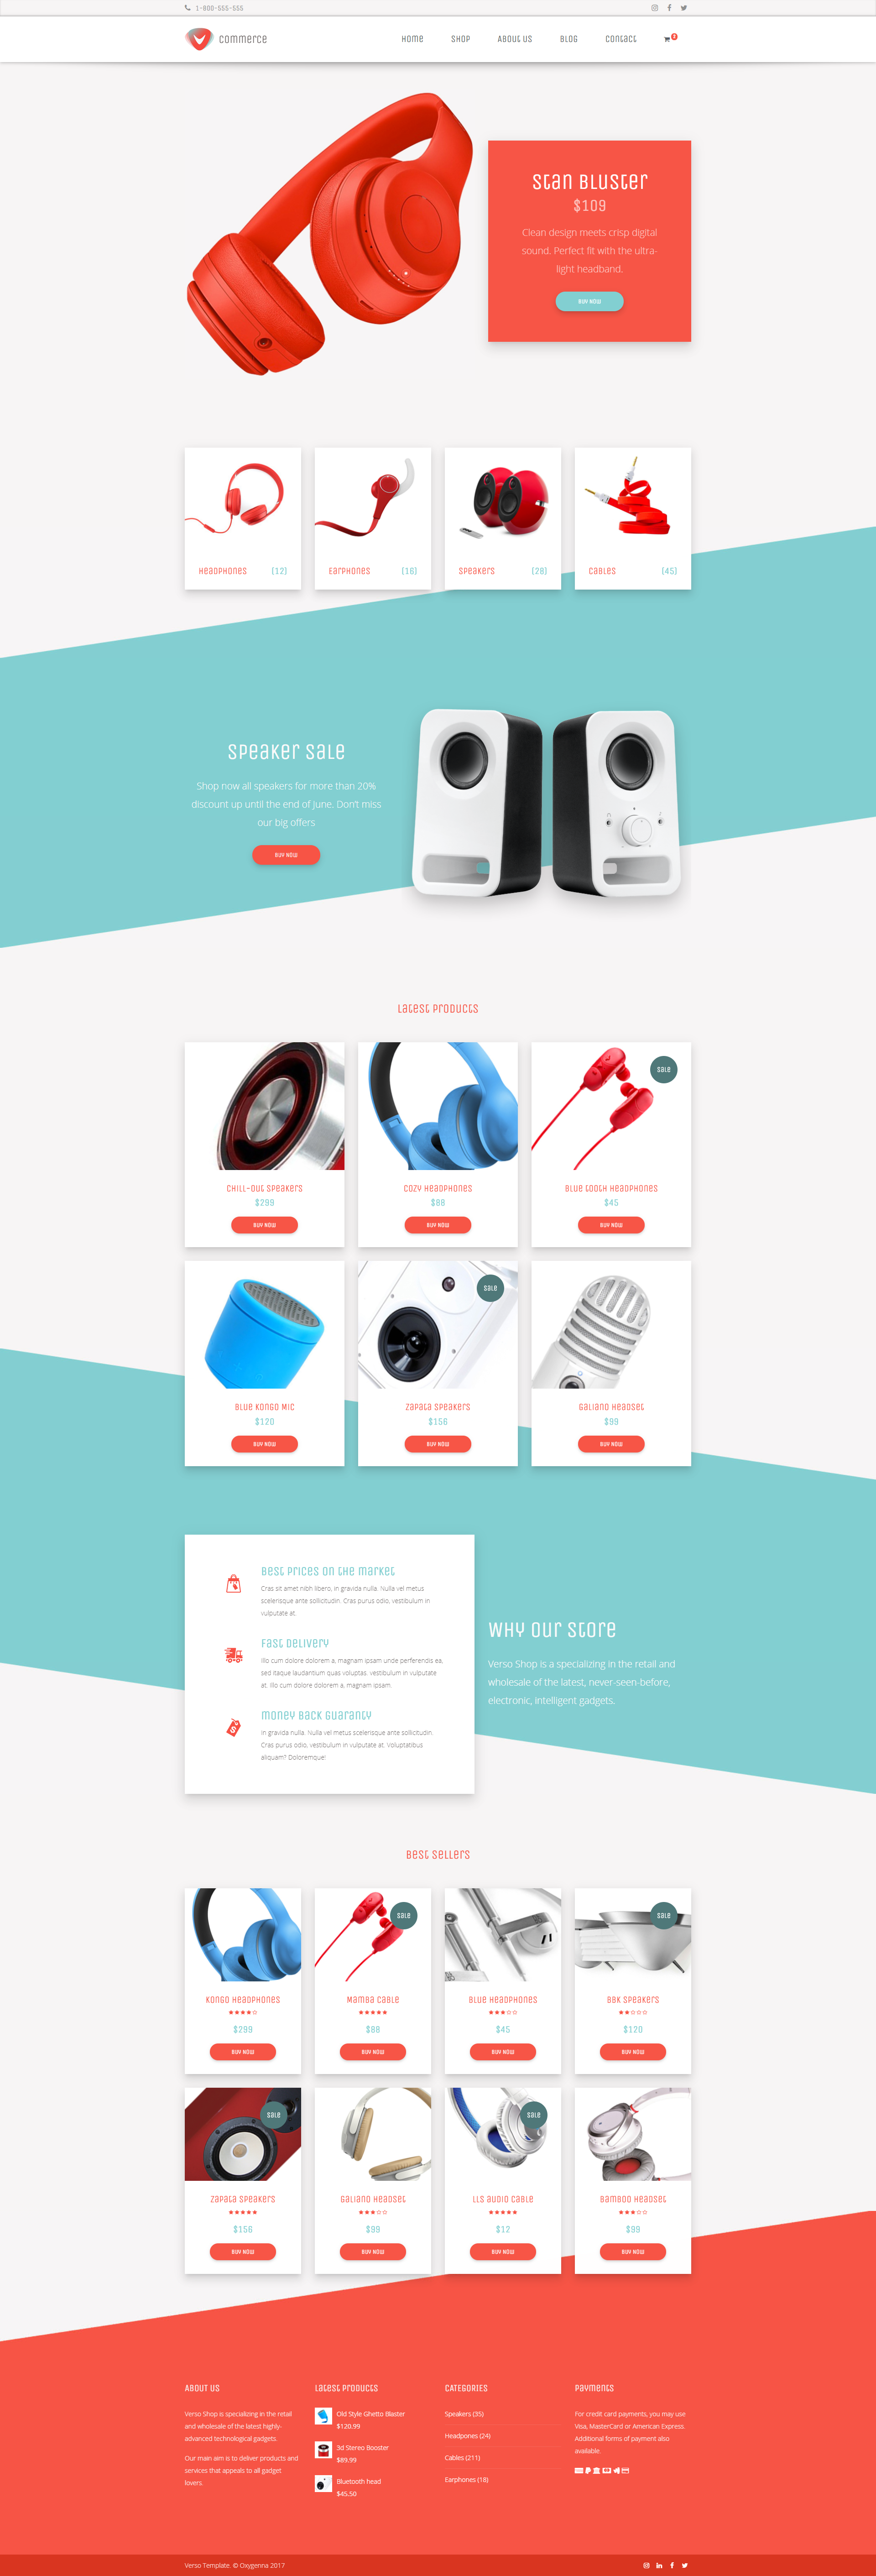 1-800-555-555
commerce
Home
Shop
About Us
Blog
Contact
2
Stan Bluster
$109
Clean design meets crisp digital
sound. Perfect fit with the ultra-
light headband.
BUY NOW
Headphones (12)
Earphones (16)
Speakers (28)
Cables (45)
Speaker Sale
Shop now all speakers for more than 20%
discount up until the end of June. Don't miss
our big offers
BUY NOW
Latest Products
Sale
Chill-Out Speakers
$299
BUY NOW
Cozy Headphones
$88
BUY NOW
Blue tooth Headphones
$45
BUY NOW
Sale
Blue Kongo Mic
$120
BUY NOW
Zapata Speakers
$156
BUY NOW
Galiano Headset
$99
BUY NOW
Best prices on the market
Cras sit amet nibh libero, in gravida nulla. Nulla vel metus
scelerisque ante sollicitudin. Cras purus odio, vestibulum in
vulputate at.
Fast Delivery
Illo cum dolore dolorem a, magnam ipsam unde perferendis ea,
sed itaque laudantium quas voluptas. vestibulum in vulputate
at. Illo cum dolore dolorem a, magnam ipsam.
Money Back Guaranty
In gravida nulla. Nulla vel metus scelerisque ante sollicitudin.
Cras purus odio, vestibulum in vulputate at. Voluptatibus
aliquam? Doloremque!
Why our store
Verso Shop is a specializing in the retail and
wholesale of the latest, never-seen-before,
electronic, intelligent gadgets.
Best Sellers
Sale
Sale
Kongo Headphones
$299
BUY NOW
Mamba Cable
$88
BUY NOW
Blue Headphones
$45
BUY NOW
BBK Speakers
$120
BUY NOW
Sale
Sale
Zapata Speakers
$156
BUY NOW
Galiano Headset
$99
BUY NOW
LLS Audio Cable
$12
BUY NOW
Bamboo Headset
$99
BUY NOW
About Us
Verso Shop is specializing in the retail
and wholesale of the latest highly-
advanced technological gadgets.
Our main aim is to deliver products and
services that appeals to all gadget
lovers.
Latest Products
Old Style Ghetto Blaster
$120.99
3d Stereo Booster
$89.99
Bluetooth head
$45.50
Categories
Speakers (35)
Headpones (24)
Cables (211)
Earphones (18)
Payments
For credit card payments, you may use
Visa, MasterCard or American Express.
Additional forms of payment also
available.
Verso Template. © Oxygenna 2017